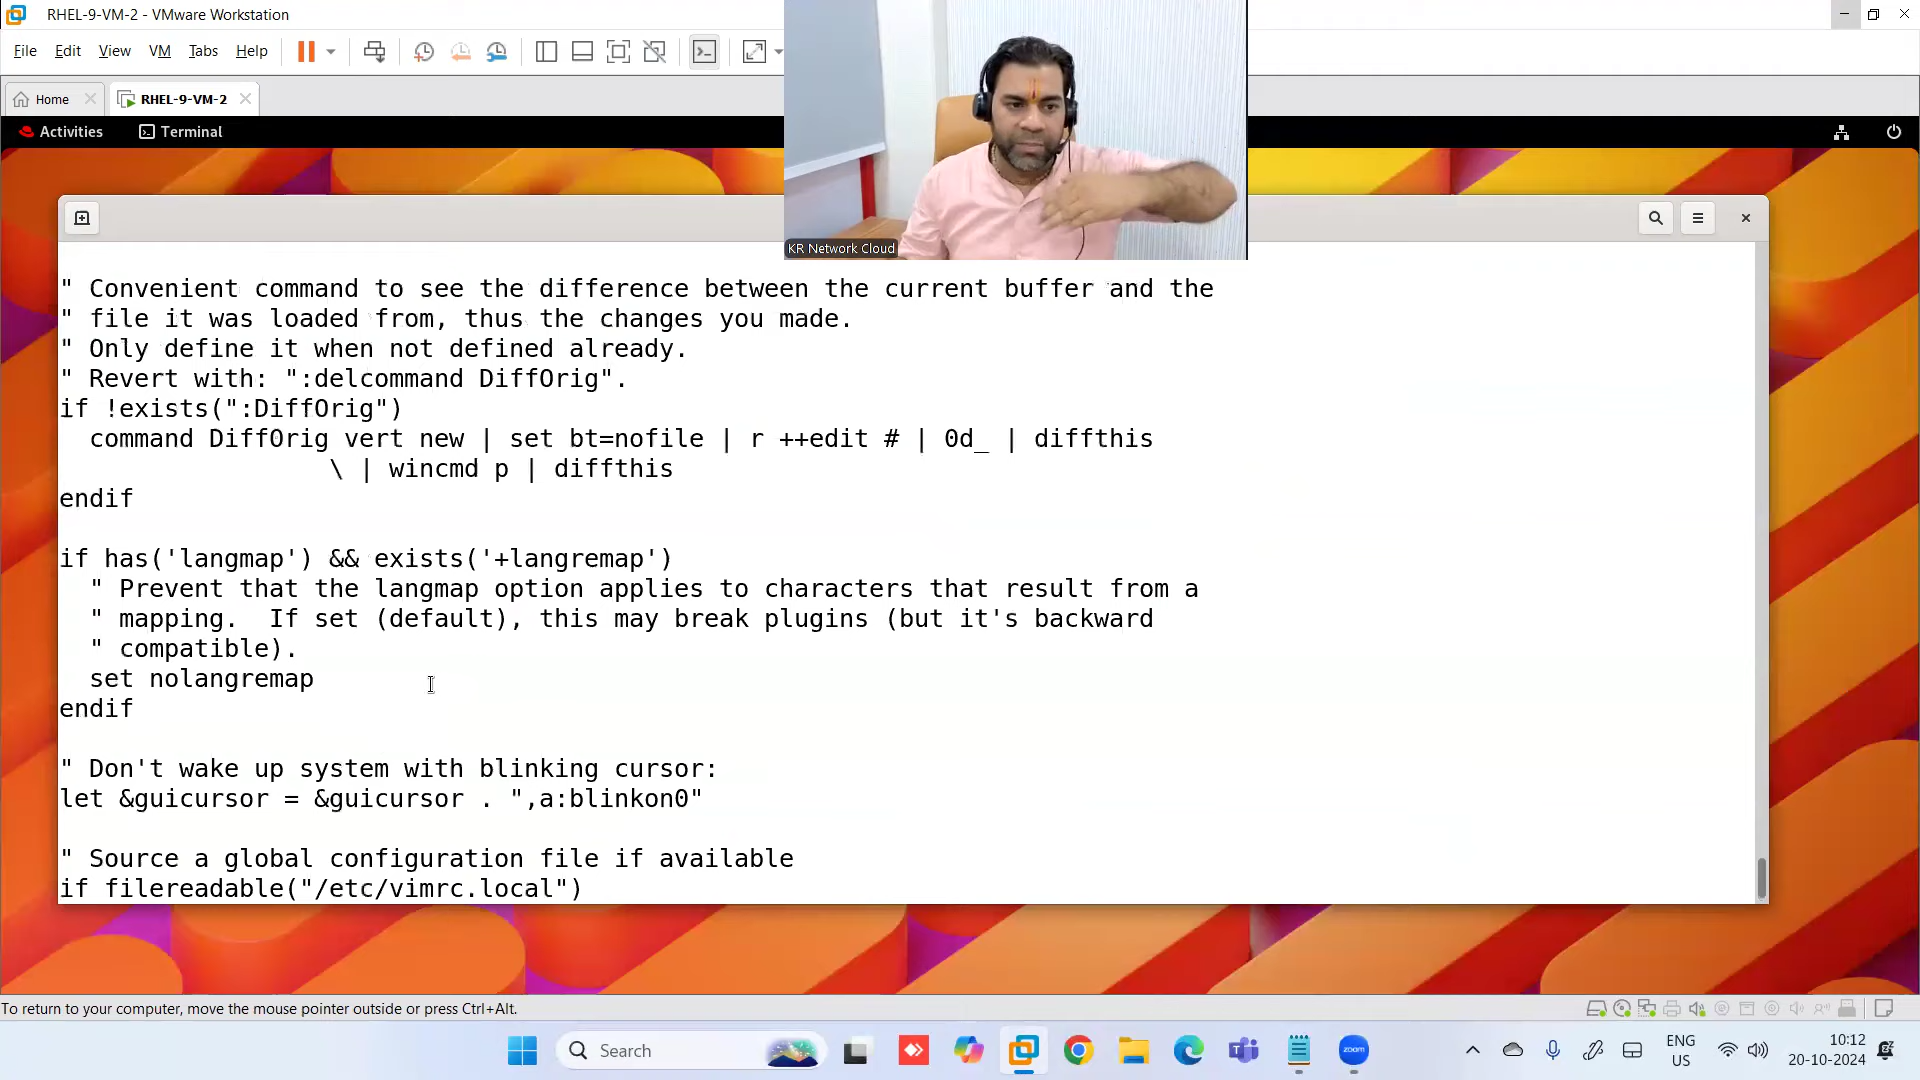 RHEL-9-VM-2 - VMware Workstation
File Edit View VM Tabs Help
Home
RHEL-9-VM-2
Activities
Terminal
KR Network Cloud
" Convenient command to see the difference between the current buffer and the
" file it was loaded from, thus the changes you made.
" Only define it when not defined already.
" Revert with: ":delcommand DiffOrig".
if !exists(":DiffOrig")
  command DiffOrig vert new | set bt=nofile | r ++edit # | 0d_ | diffthis
                  \ | wincmd p | diffthis
endif
if has('langmap') && exists('+langremap')
  " Prevent that the langmap option applies to characters that result from a
  " mapping.  If set (default), this may break plugins (but it's backward
  " compatible).
  set nolangremap
endif
" Don't wake up system with blinking cursor:
let &guicursor = &guicursor . ",a:blinkon0"
" Source a global configuration file if available
if filereadable("/etc/vimrc.local")
To return to your computer, move the mouse pointer outside or press Ctrl+Alt.
Search
zoom
ENG
US
10:12
20-10-2024